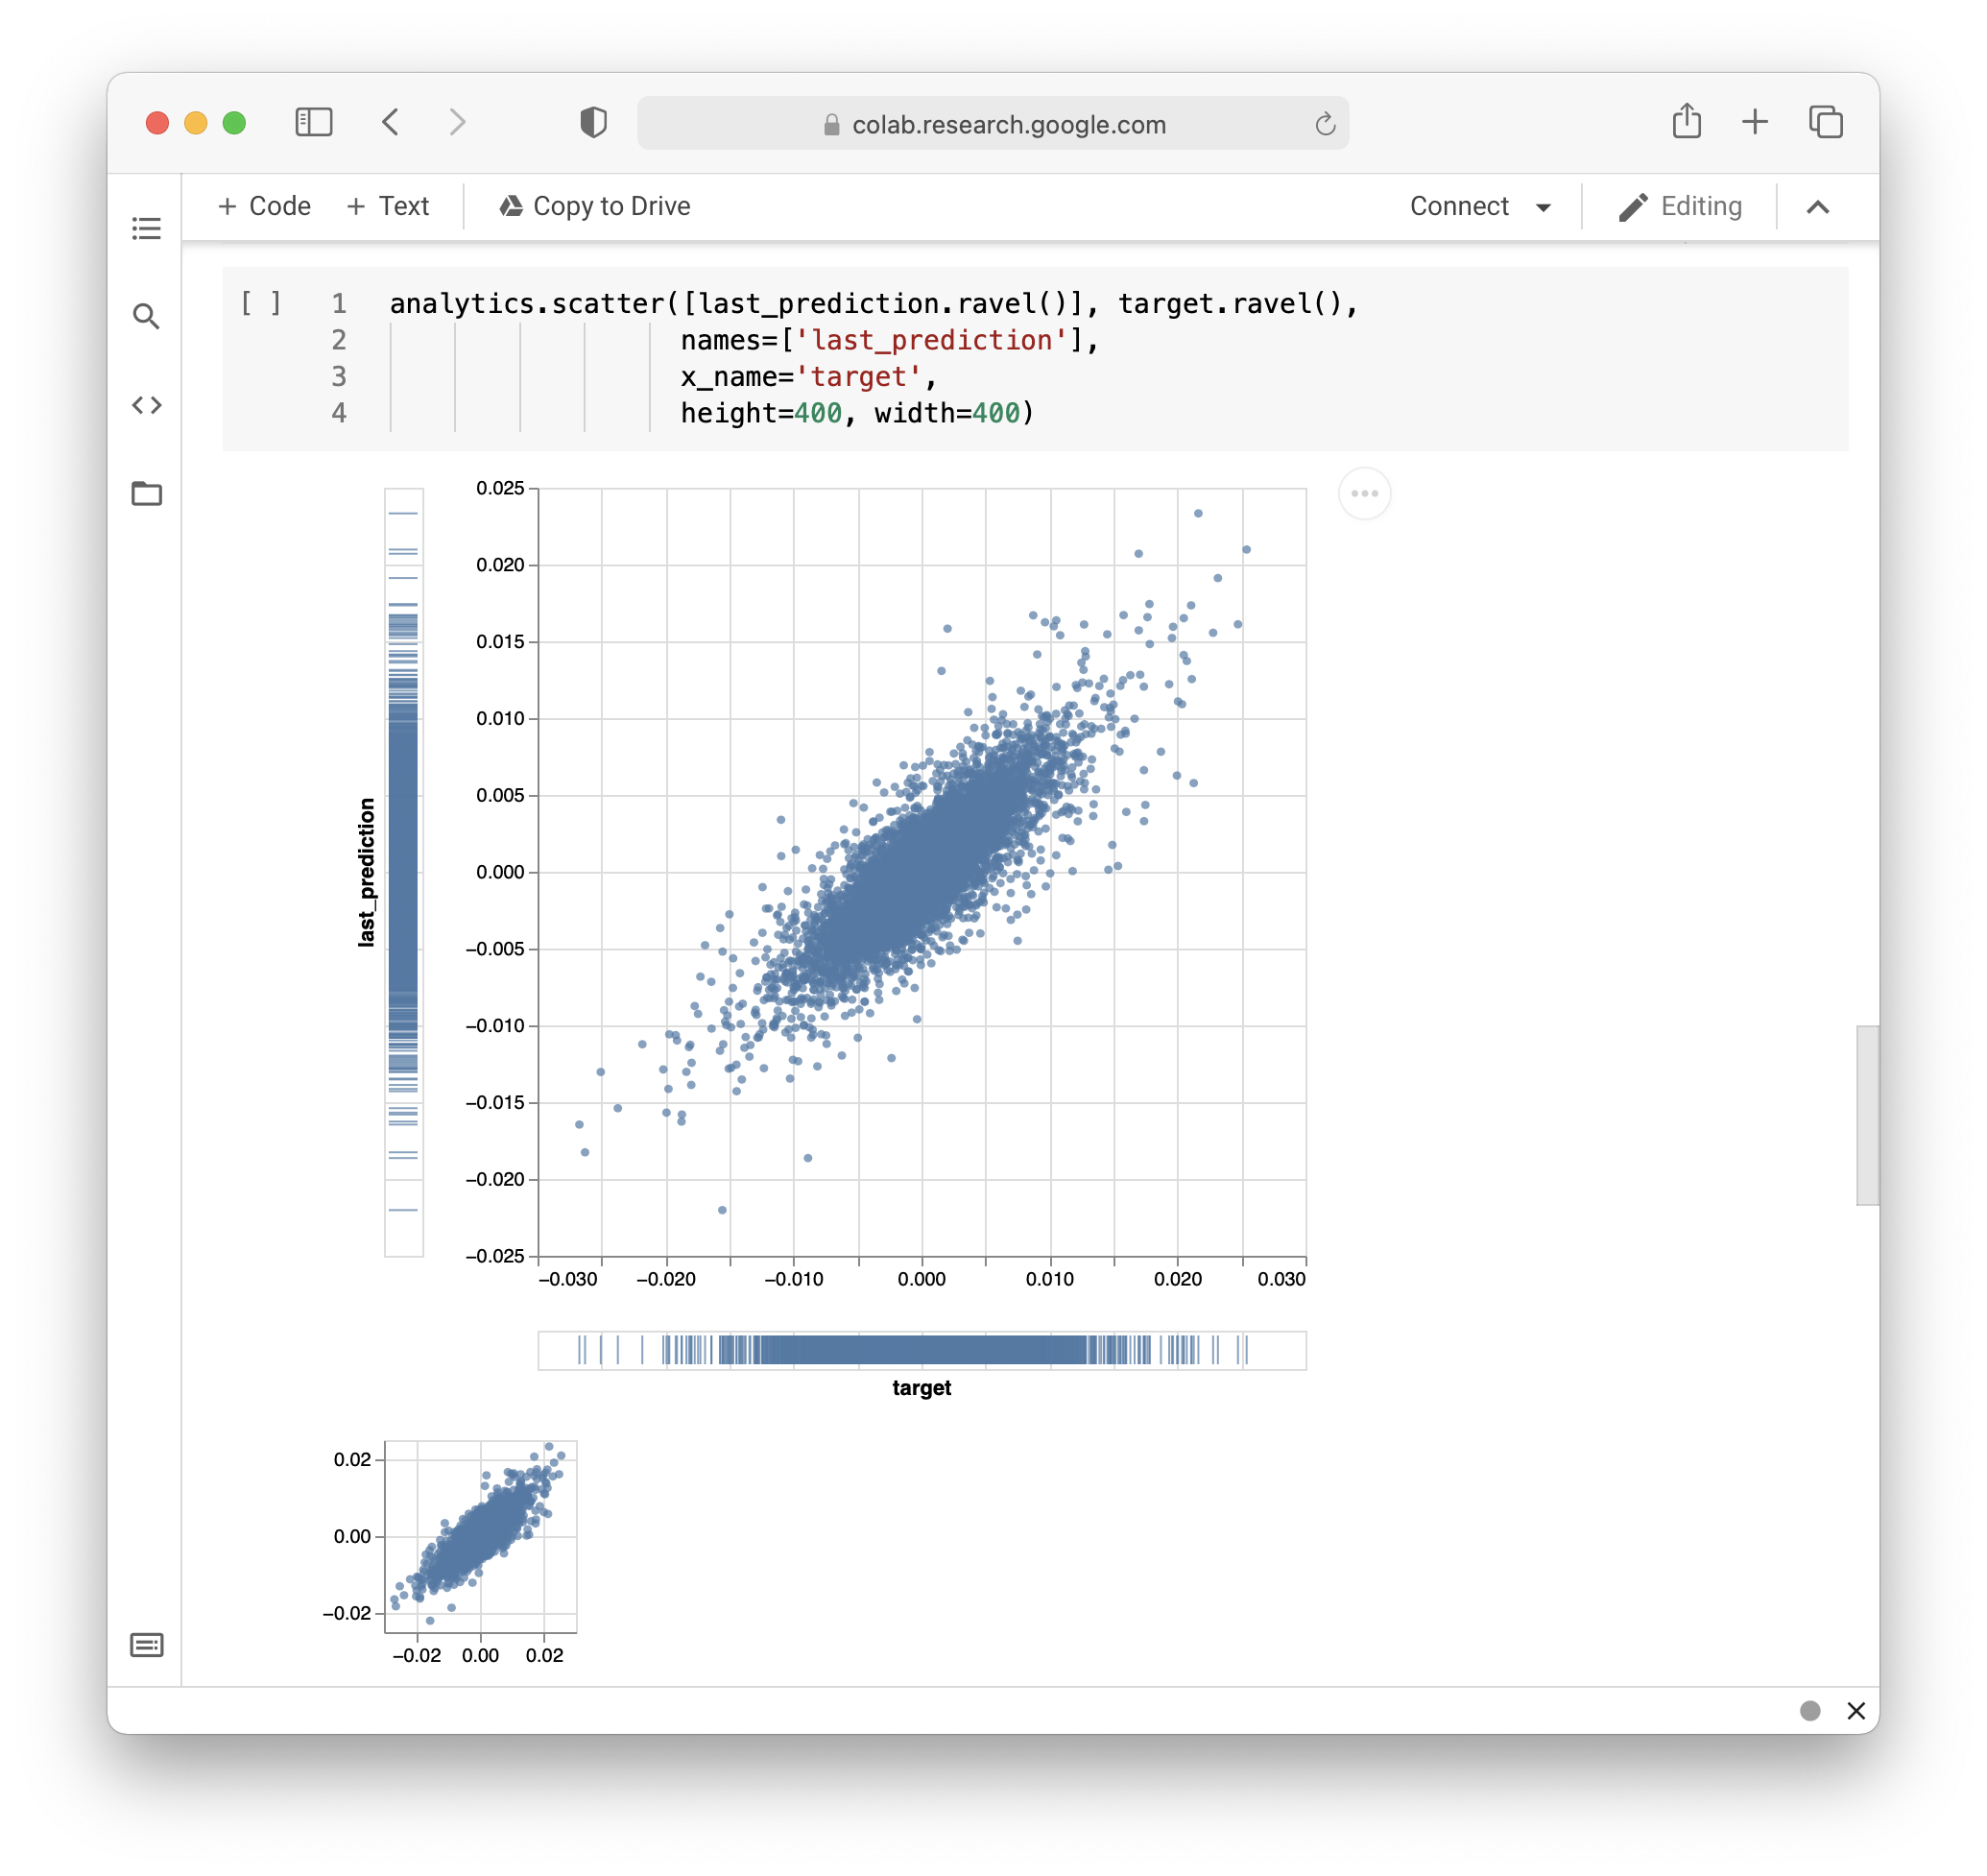 colab.research.google.com
+ Code + Text Copy to Drive Connect Editing
[ ] 1 analytics.scatter([last_prediction.ravel()], target.ravel(),
2 names=['last_prediction'],
3 x_name='target',
4 height=400, width=400)
0.025
0.020
0.015
0.010
0.005
0.000
−0.005
−0.010
−0.015
−0.020
−0.025
last_prediction
−0.030 −0.020 −0.010 0.000 0.010 0.020 0.030
target
0.02
0.00
−0.02
−0.02 0.00 0.02